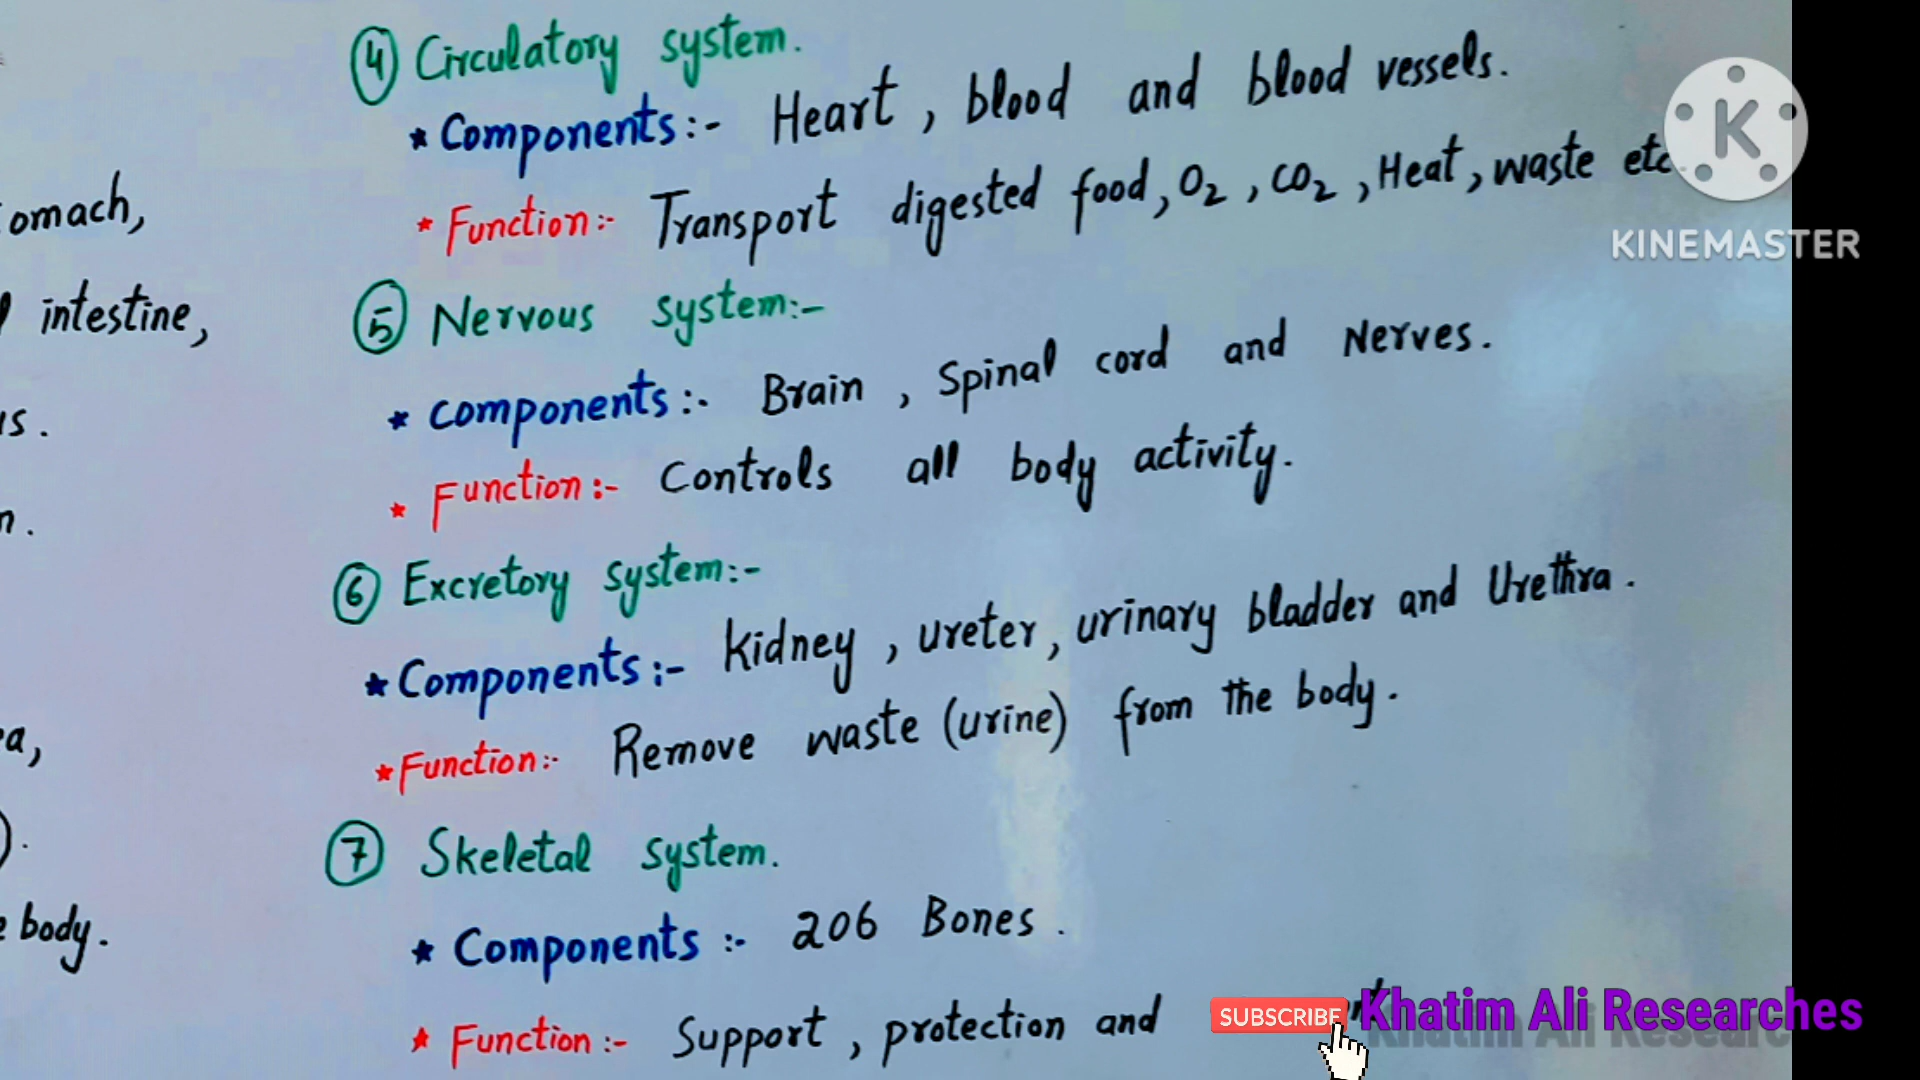 ④ Circulatory system.
* Components:- Heart, blood and blood vessels.
* Function:- Transport digested food, O₂, CO₂, Heat, waste etc.
⑤ Nervous system:-
* Components:- Brain, Spinal cord and Nerves.
* Function:- Controls all body activity.
⑥ Excretory system:-
* Components:- Kidney, ureter, urinary bladder and Urethra.
* Function:- Remove waste (urine) from the body.
⑦ Skeletal system.
* Components:- 206 Bones.
* Function:- Support, protection and
intestine,
body.
K
KINEMASTER
SUBSCRIBE
Khatim Ali Researches